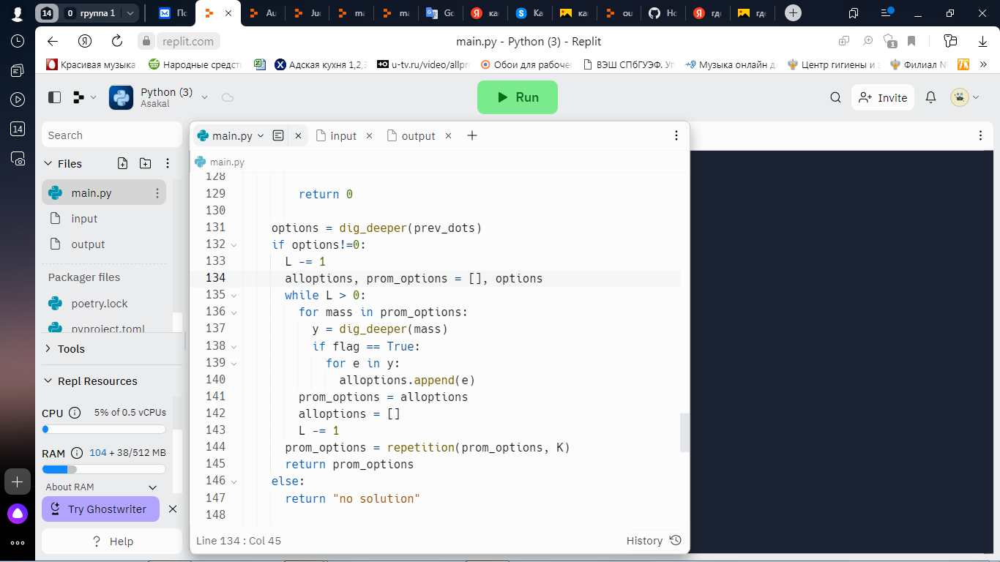 14 0 группа 1 По Au Ju ma ma Go ка Ка ка ou Но где где
replit.com main.py - Python (3) - Replit 1
Красивая музыка Народные средст Адская кухня 1,2,3 u-tv.ru/video/allpr Обои для рабочег ВЭШ СПбГУЭФ. Уп Музыка онлайн д Центр гигиены и з Филиал №
14
Python (3)
Asakal
Run
Invite
Search
Files
main.py
input
output
Packager files
poetry.lock
pyproject.toml
Tools
Repl Resources
CPU 5% of 0.5 vCPUs
RAM 104 + 38/512 MB
About RAM
Try Ghostwriter
? Help
main.py input output
main.py
128
129 return 0
130
131 options = dig_deeper(prev_dots)
132 if options!=0:
133 L -= 1
134 alloptions, prom_options = [], options
135 while L > 0:
136 for mass in prom_options:
137 y = dig_deeper(mass)
138 if flag == True:
139 for e in y:
140 alloptions.append(e)
141 prom_options = alloptions
142 alloptions = []
143 L -= 1
144 prom_options = repetition(prom_options, K)
145 return prom_options
146 else:
147 return "no solution"
148
Line 134 : Col 45
History